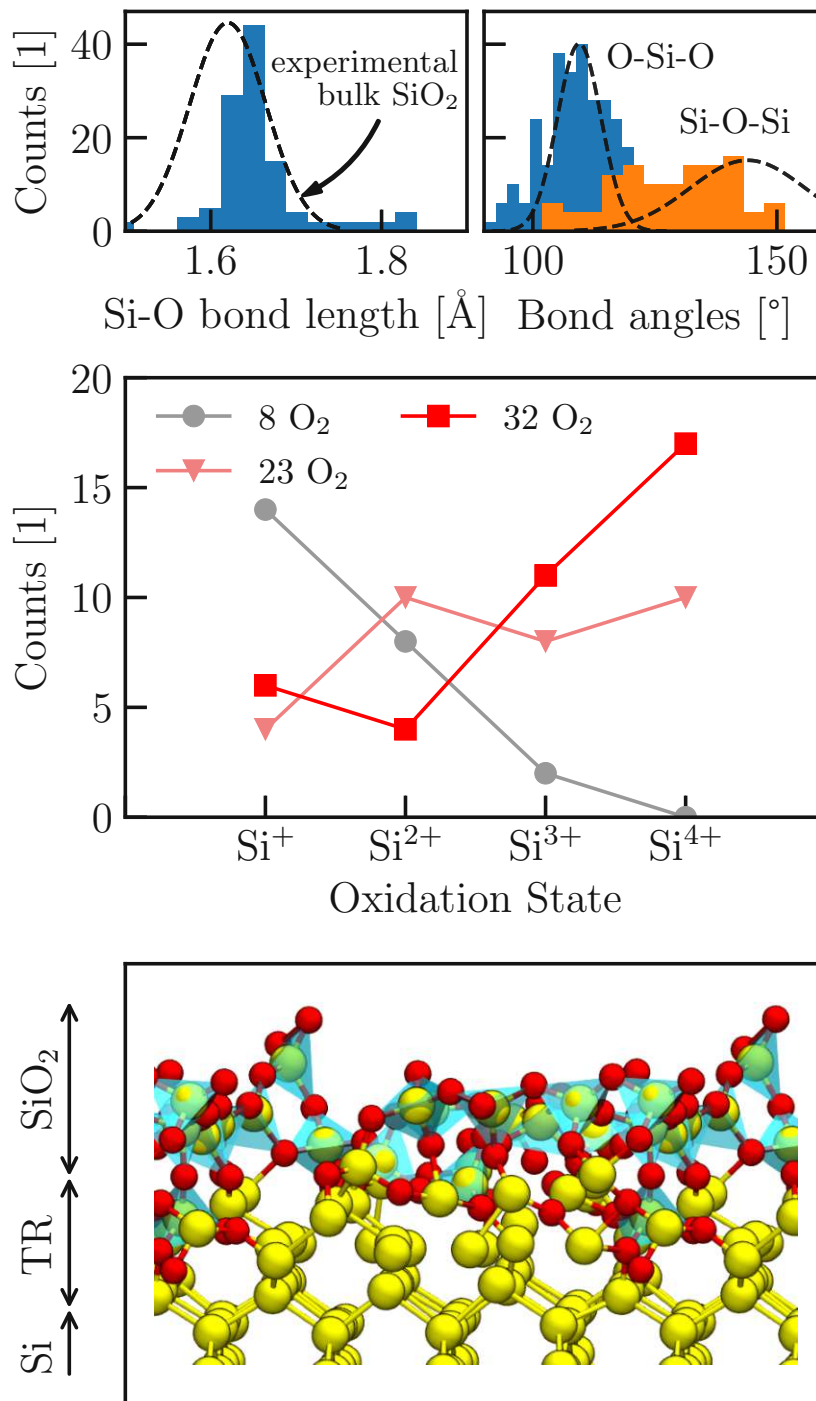 Counts [1]
40
20
0
experimental
bulk SiO₂
1.6
1.8
Si-O bond length [Å]
O-Si-O
Si-O-Si
100
150
Bond angles [°]
Counts [1]
20
15
10
5
0
8 O₂
23 O₂
32 O₂
Si⁺
Si²⁺
Si³⁺
Si⁴⁺
Oxidation State
SiO₂
TR
Si